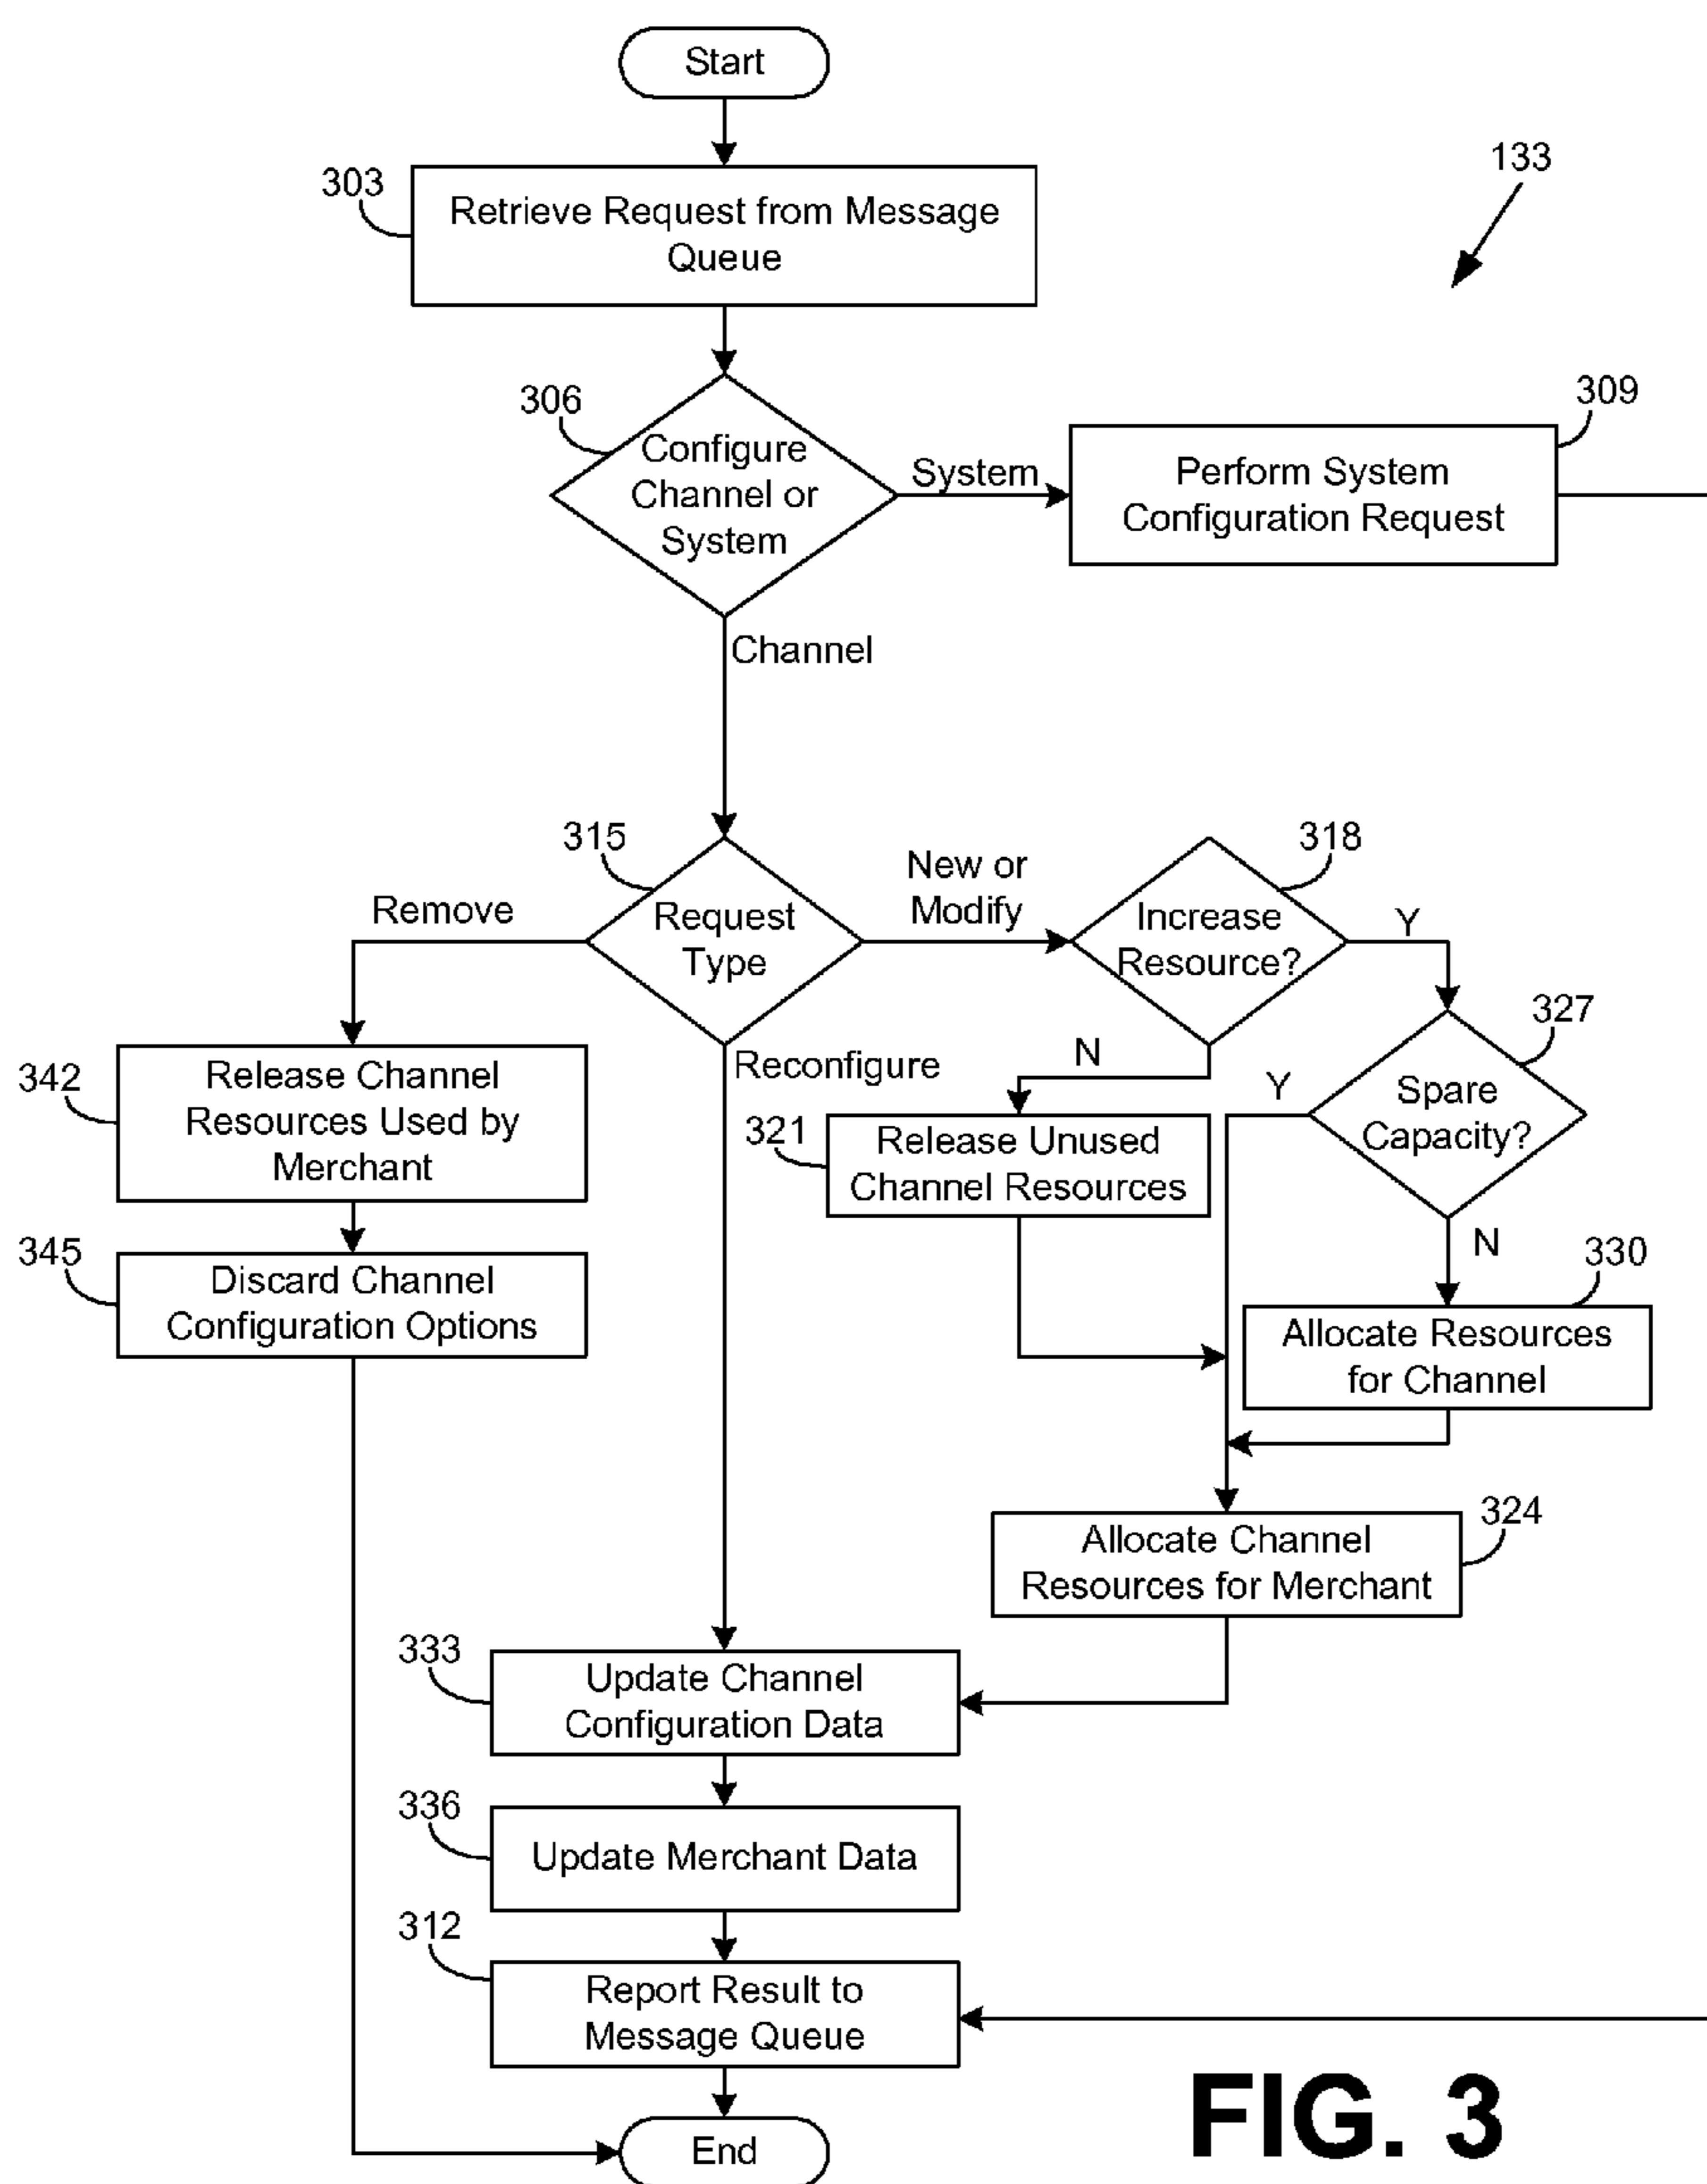 Start
133
303
Retrieve Request from Message
Queue
306
Configure
Channel or
System
System
309
Perform System
Configuration Request
Channel
315
Request
Type
Remove
New or
Modify
318
Increase
Resource?
Y
327
Spare
Capacity?
Y
N
Reconfigure
342
Release Channel
Resources Used by
Merchant
321
Release Unused
Channel Resources
N
330
Allocate Resources
for Channel
345
Discard Channel
Configuration Options
324
Allocate Channel
Resources for Merchant
333
Update Channel
Configuration Data
336
Update Merchant Data
312
Report Result to
Message Queue
End
FIG. 3